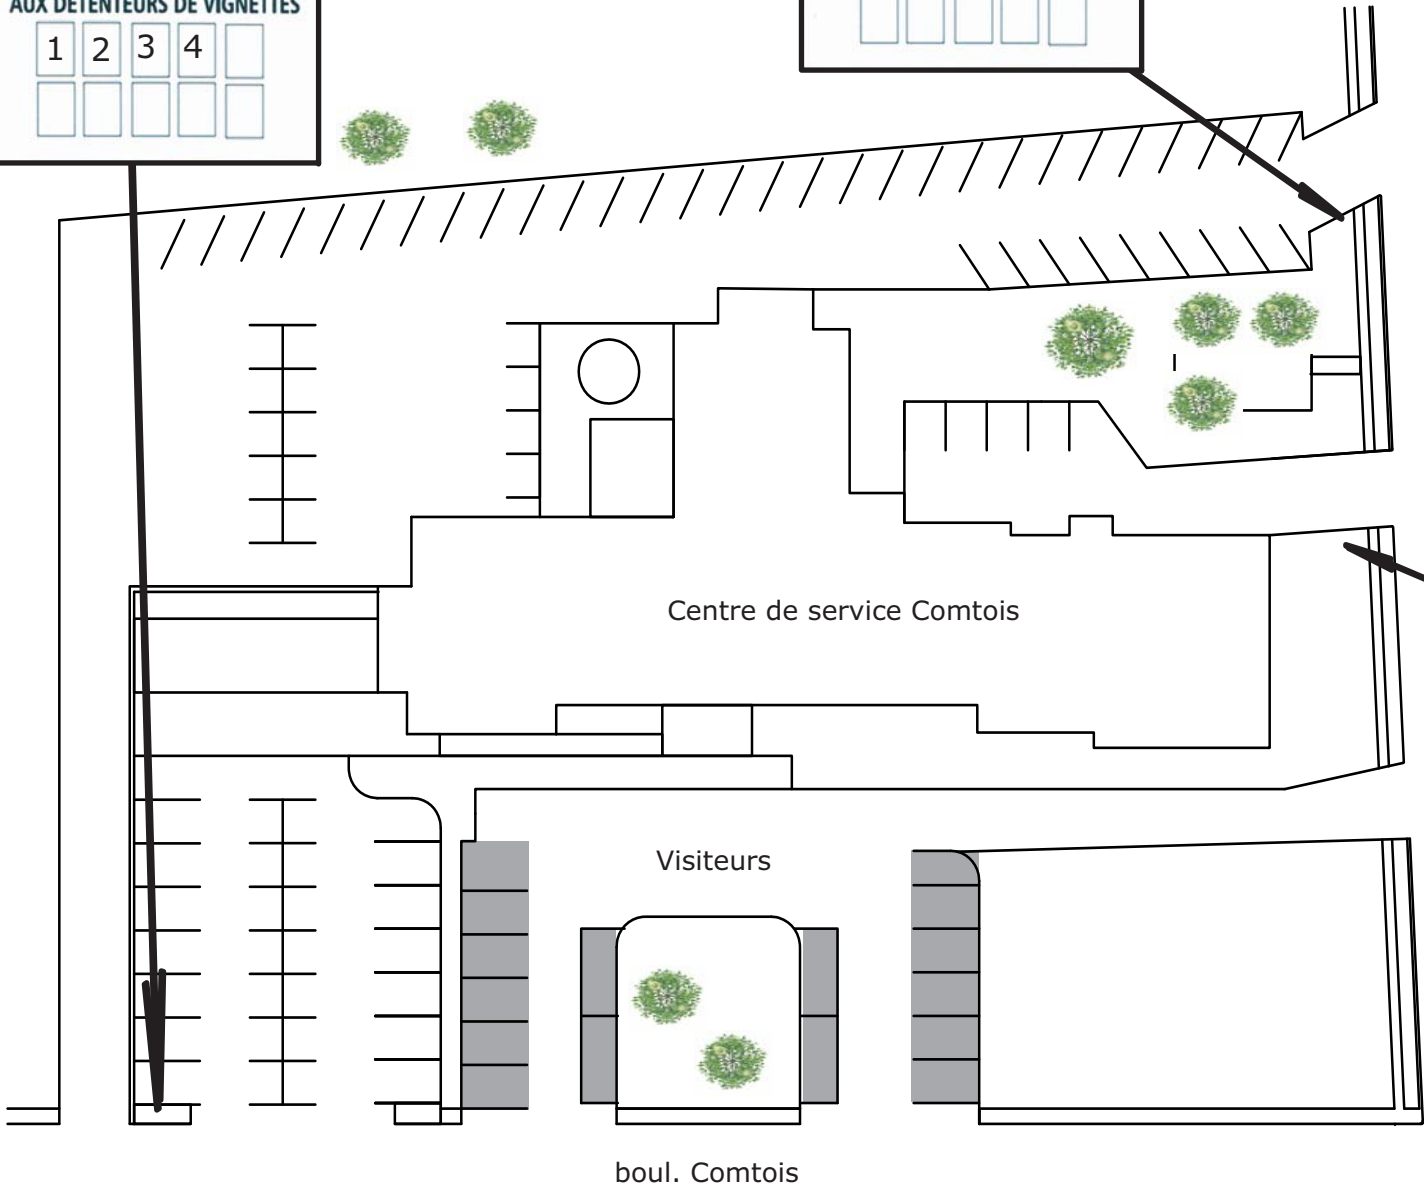 AUX DÉTENTEURS DE VIGNETTES
1 2 3 4
Centre de service Comtois
Visiteurs
boul. Comtois